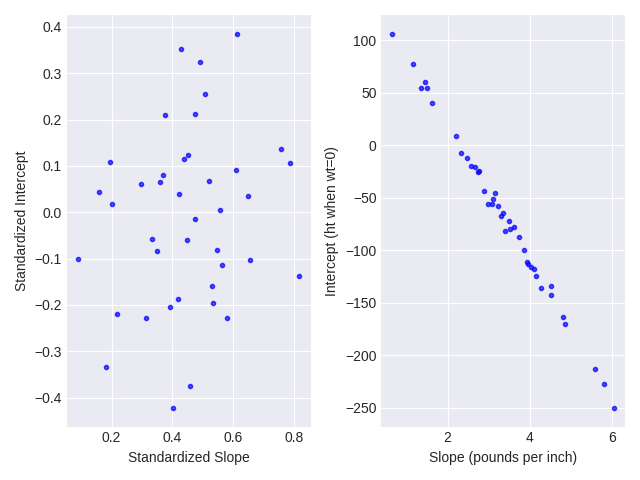 0.4
0.3
0.2
0.1
0.0
−0.1
−0.2
−0.3
−0.4
Standardized Intercept
0.2 0.4 0.6 0.8
Standardized Slope
100
50
0
−50
−100
−150
−200
−250
Intercept (ht when wt=0)
2 4 6
Slope (pounds per inch)